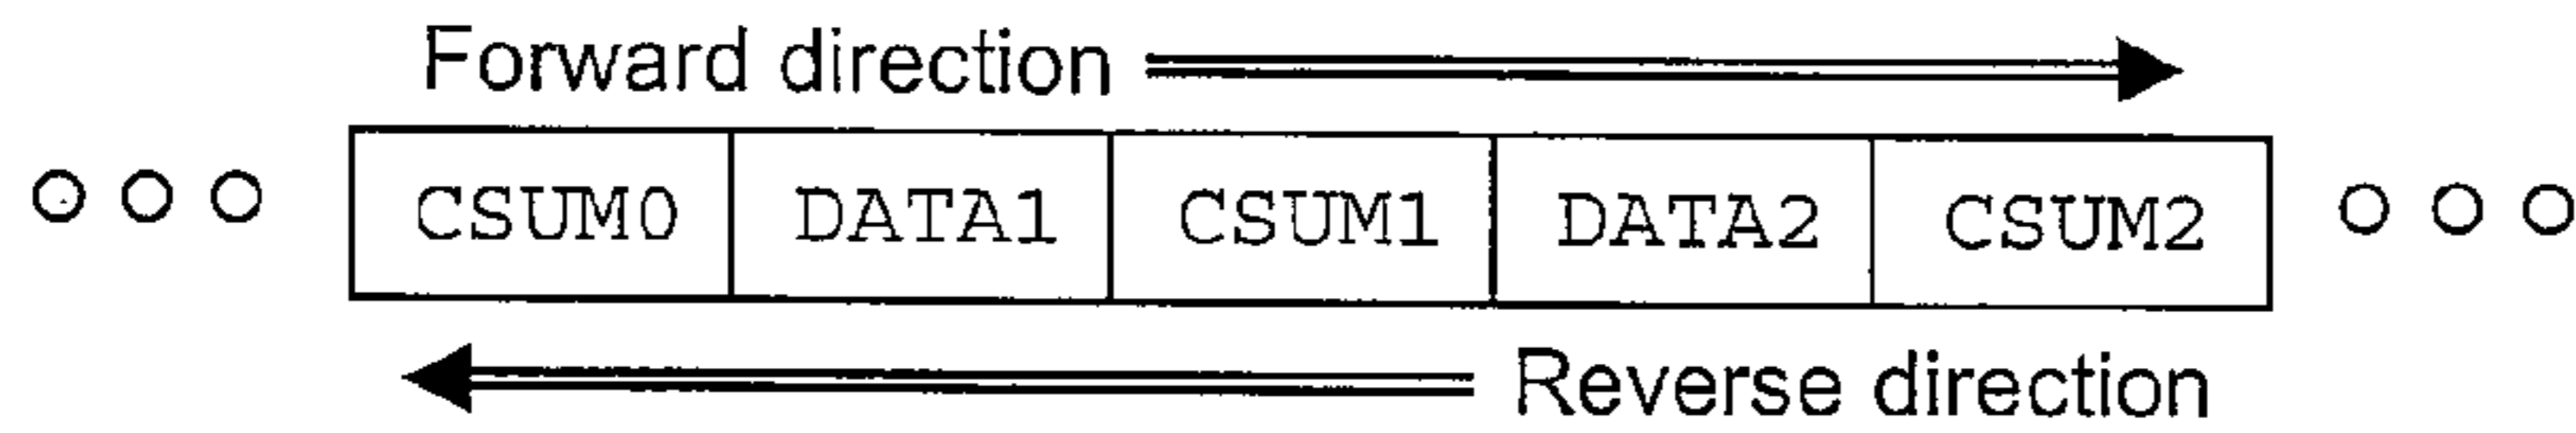 Forward direction
CSUM0 DATA1 CSUM1 DATA2 CSUM2
Reverse direction